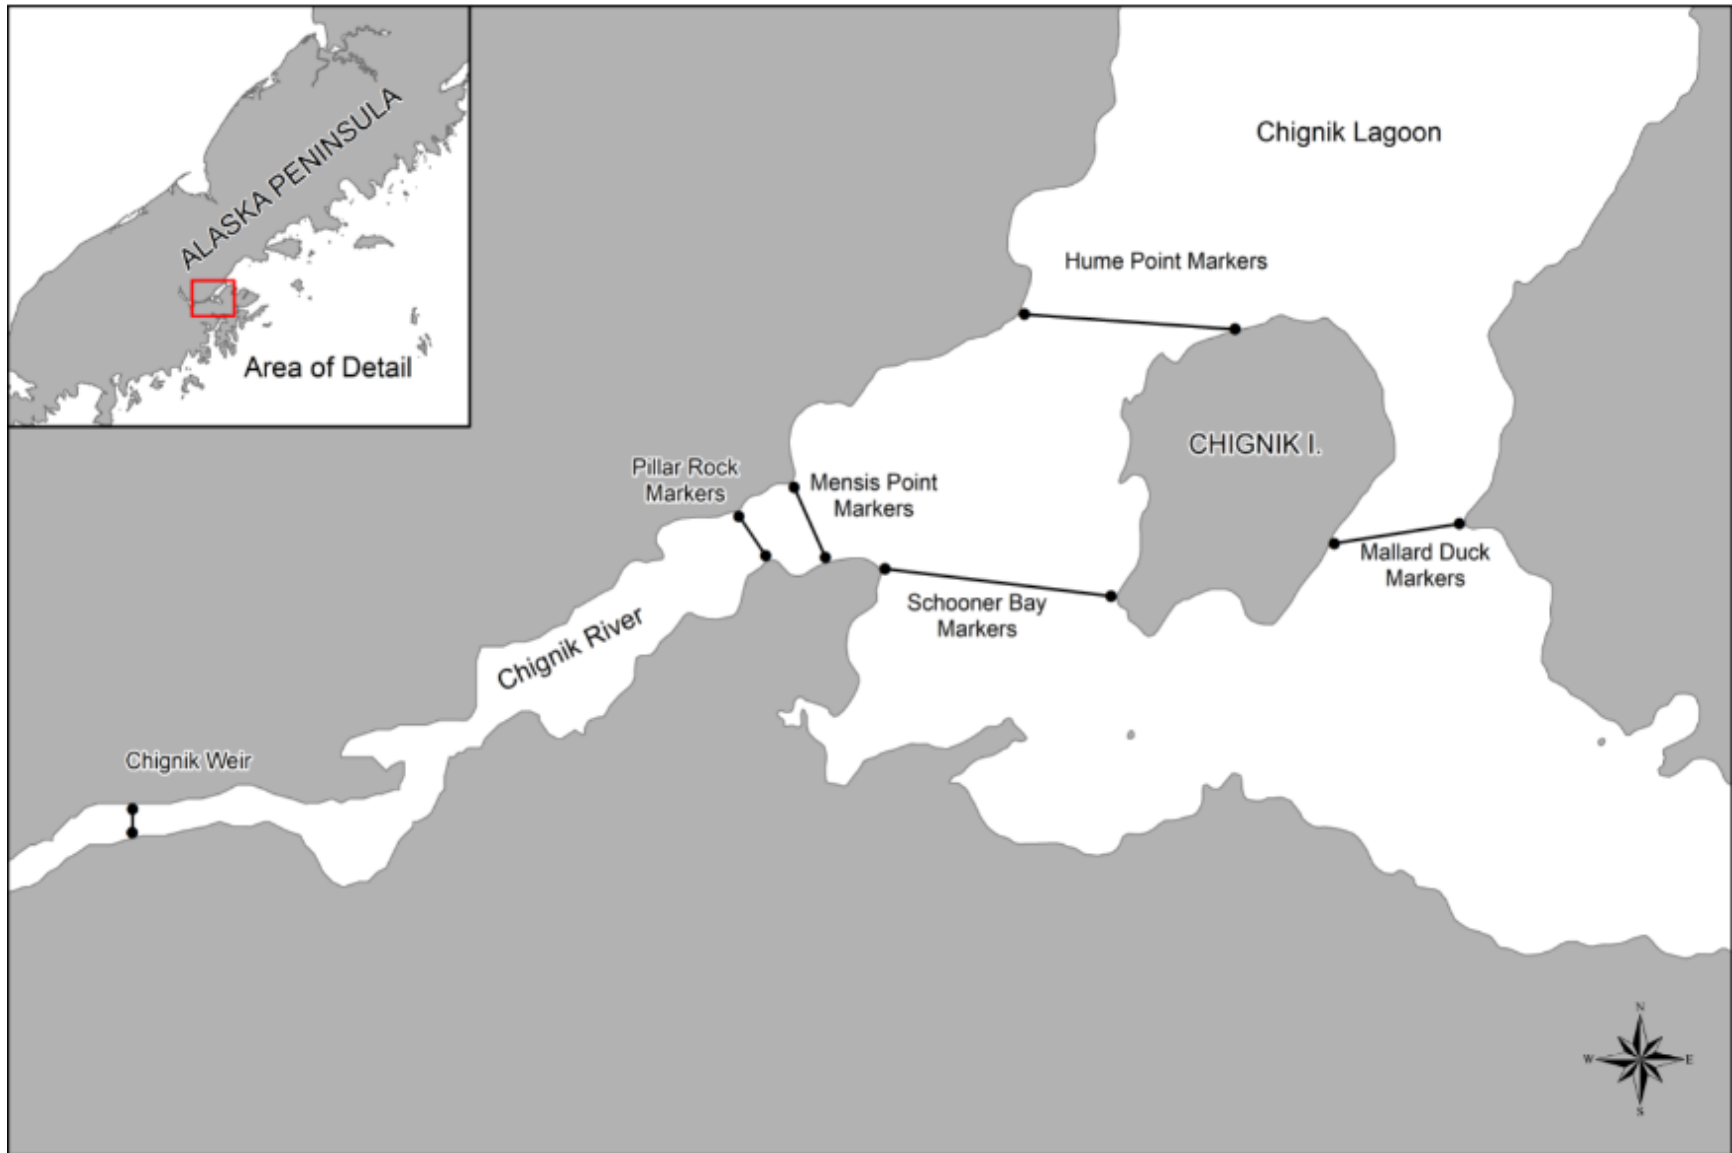 ALASKA PENINSULA
Area of Detail
Chignik Lagoon
Hume Point Markers
CHIGNIK I.
Pillar Rock
Markers
Mensis Point
Markers
Mallard Duck
Markers
Schooner Bay
Markers
Chignik River
Chignik Weir
N
W
E
S